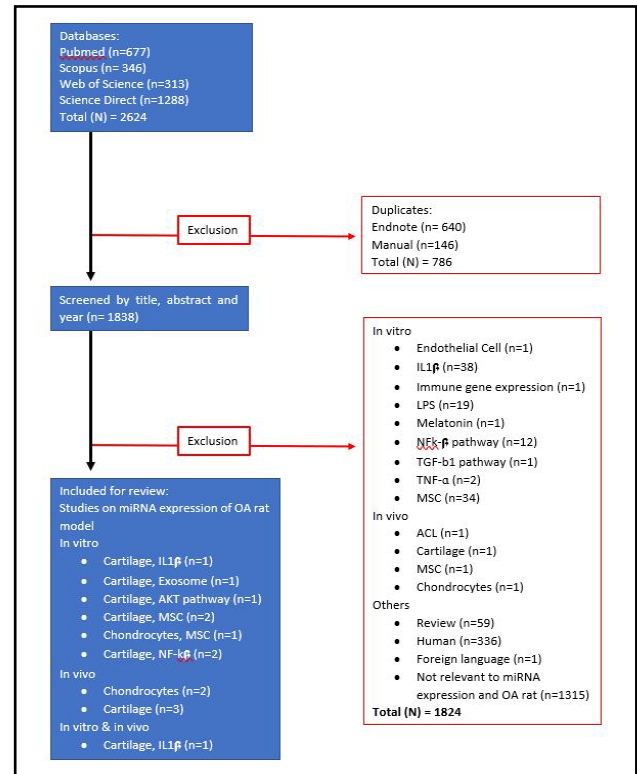 Databases:
Pubmed (n=677)
Scopus (n= 346)
Web of Science (n=313)
Science Direct (n=1288)
Total (N) = 2624
Exclusion
Duplicates:
Endnote (n= 640)
Manual (n=146)
Total (N) = 786
Screened by title, abstract and
year (n= 1838)
Exclusion
In vitro
• Endothelial Cell (n=1)
• IL1β (n=38)
• Immune gene expression (n=1)
• LPS (n=19)
• Melatonin (n=1)
• NFk-β pathway (n=12)
• TGF-b1 pathway (n=1)
• TNF-α (n=2)
• MSC (n=34)
In vivo
• ACL (n=1)
• Cartilage (n=1)
• MSC (n=1)
• Chondrocytes (n=1)
Others
• Review (n=59)
• Human (n=336)
• Foreign language (n=1)
• Not relevant to miRNA
expression and OA rat (n=1315)
Total (N) = 1824
Included for review:
Studies on miRNA expression of OA rat
model
In vitro
• Cartilage, IL1β (n=1)
• Cartilage, Exosome (n=1)
• Cartilage, AKT pathway (n=1)
• Cartilage, MSC (n=2)
• Chondrocytes, MSC (n=1)
• Cartilage, NF-kβ (n=2)
In vivo
• Chondrocytes (n=2)
• Cartilage (n=3)
In vitro & in vivo
• Cartilage, IL1β (n=1)